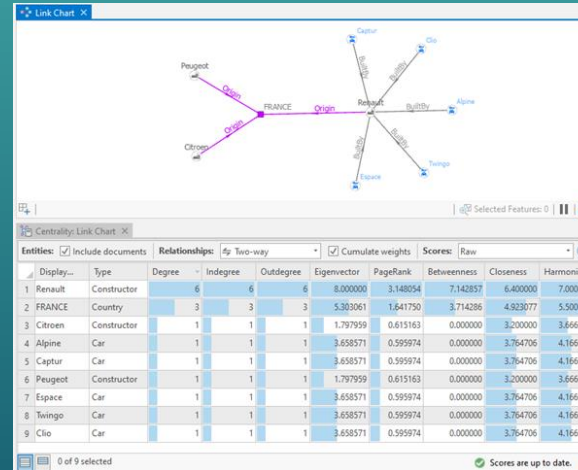 Link Chart ×
Captur
Clio
BuiltBy
BuiltBy
Peugeot
Origin
FRANCE
Origin
Renault
BuiltBy
Alpine
Origin
BuiltBy
BuiltBy
Citroen
Twingo
Espace
Selected Features: 0
Centrality: Link Chart ×
Entities: Include documents Relationships: Two-way Cumulate weights Scores: Raw
Display... Type Degree Indegree Outdegree Eigenvector PageRank Betweenness Closeness Harmoni
1 Renault Constructor 6 6 6 8.000000 3.148054 7.142857 6.400000 7.000
2 FRANCE Country 3 3 3 5.303061 1.641750 3.714286 4.923077 5.500
3 Citroen Constructor 1 1 1 1.797959 0.615163 0.000000 3.200000 3.666
4 Alpine Car 1 1 1 3.658571 0.595974 0.000000 3.764706 4.166
5 Captur Car 1 1 1 3.658571 0.595974 0.000000 3.764706 4.166
6 Peugeot Constructor 1 1 1 1.797959 0.615163 0.000000 3.200000 3.666
7 Espace Car 1 1 1 3.658571 0.595974 0.000000 3.764706 4.166
8 Twingo Car 1 1 1 3.658571 0.595974 0.000000 3.764706 4.166
9 Clio Car 1 1 1 3.658571 0.595974 0.000000 3.764706 4.166
0 of 9 selected
Scores are up to date.